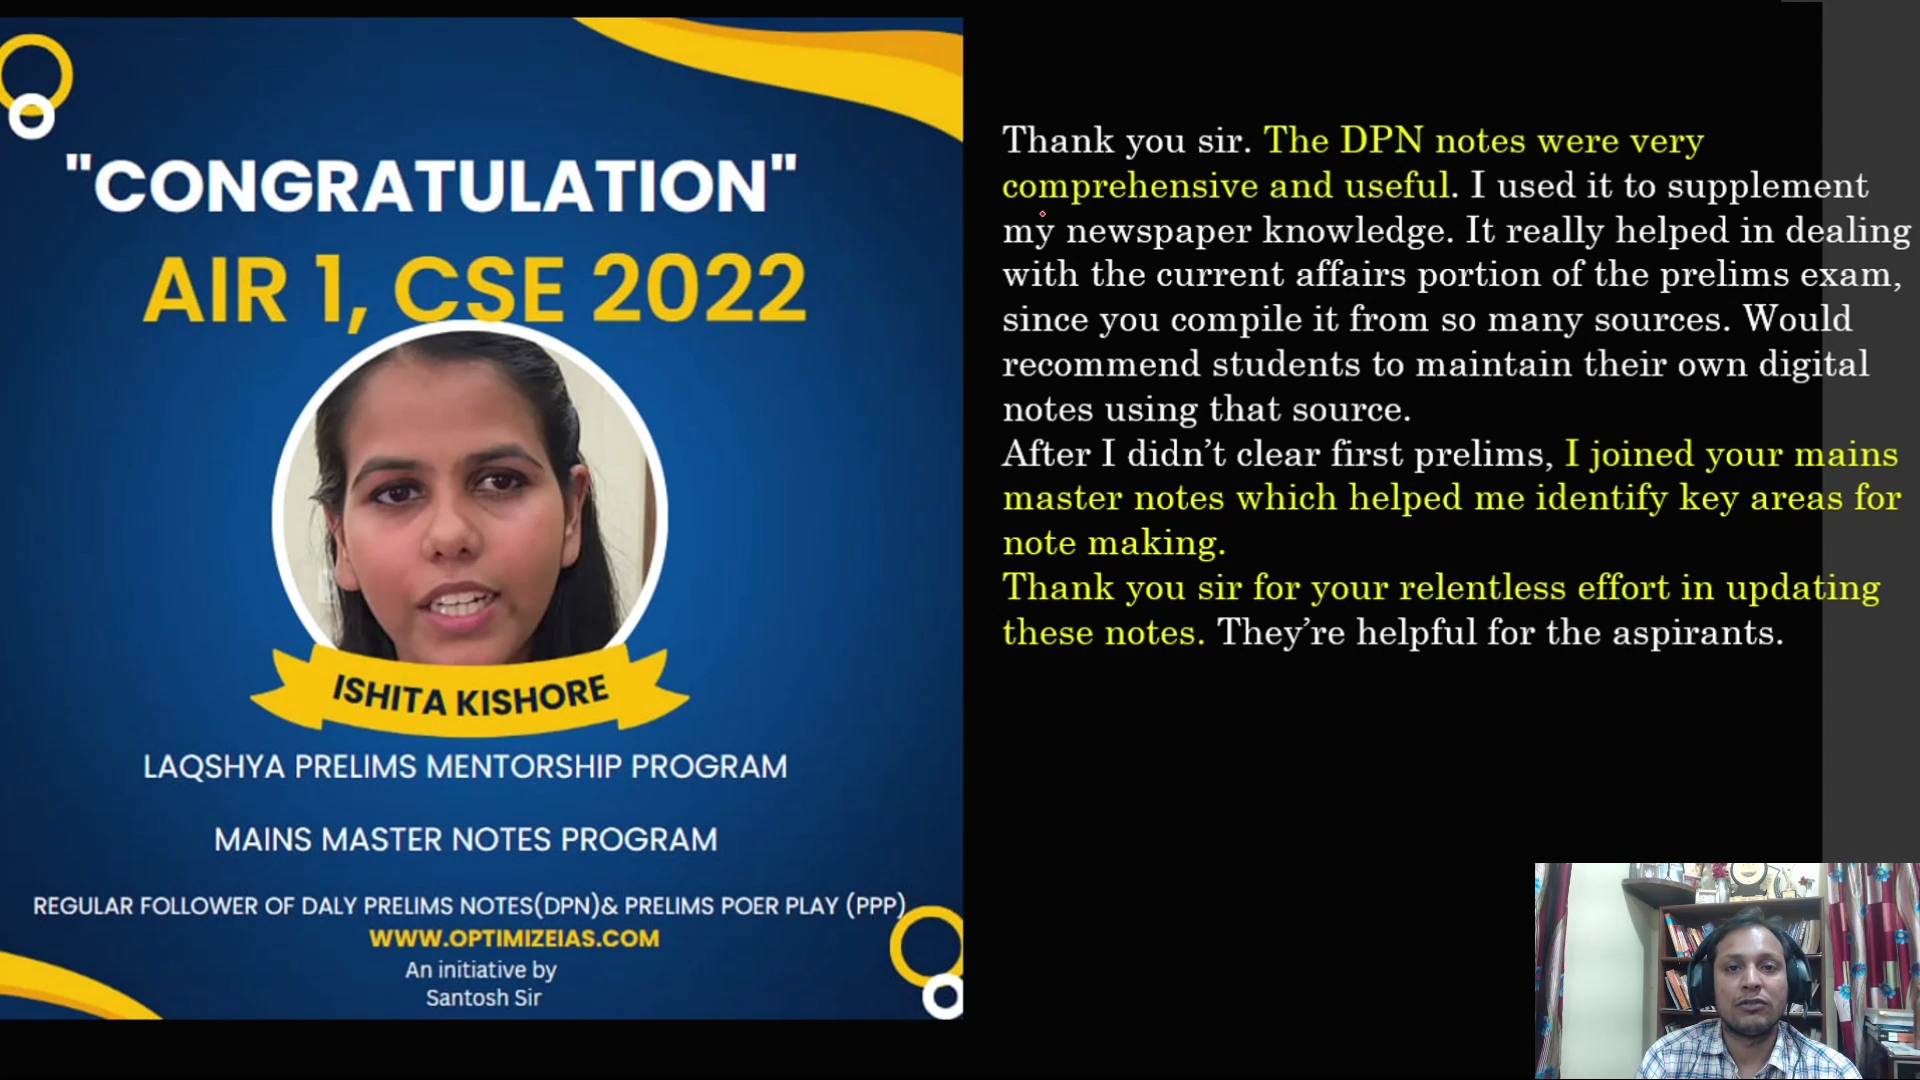 "CONGRATULATION"
AIR 1, CSE 2022
ISHITA KISHORE
LAQSHYA PRELIMS MENTORSHIP PROGRAM
MAINS MASTER NOTES PROGRAM
REGULAR FOLLOWER OF DALY PRELIMS NOTES(DPN)& PRELIMS POER PLAY (PPP)
WWW.OPTIMIZEIAS.COM
An initiative by
Santosh Sir
Thank you sir. The DPN notes were very
comprehensive and useful. I used it to supplement
my newspaper knowledge. It really helped in dealing
with the current affairs portion of the prelims exam,
since you compile it from so many sources. Would
recommend students to maintain their own digital
notes using that source.
After I didn’t clear first prelims, I joined your mains
master notes which helped me identify key areas for
note making.
Thank you sir for your relentless effort in updating
these notes. They’re helpful for the aspirants.